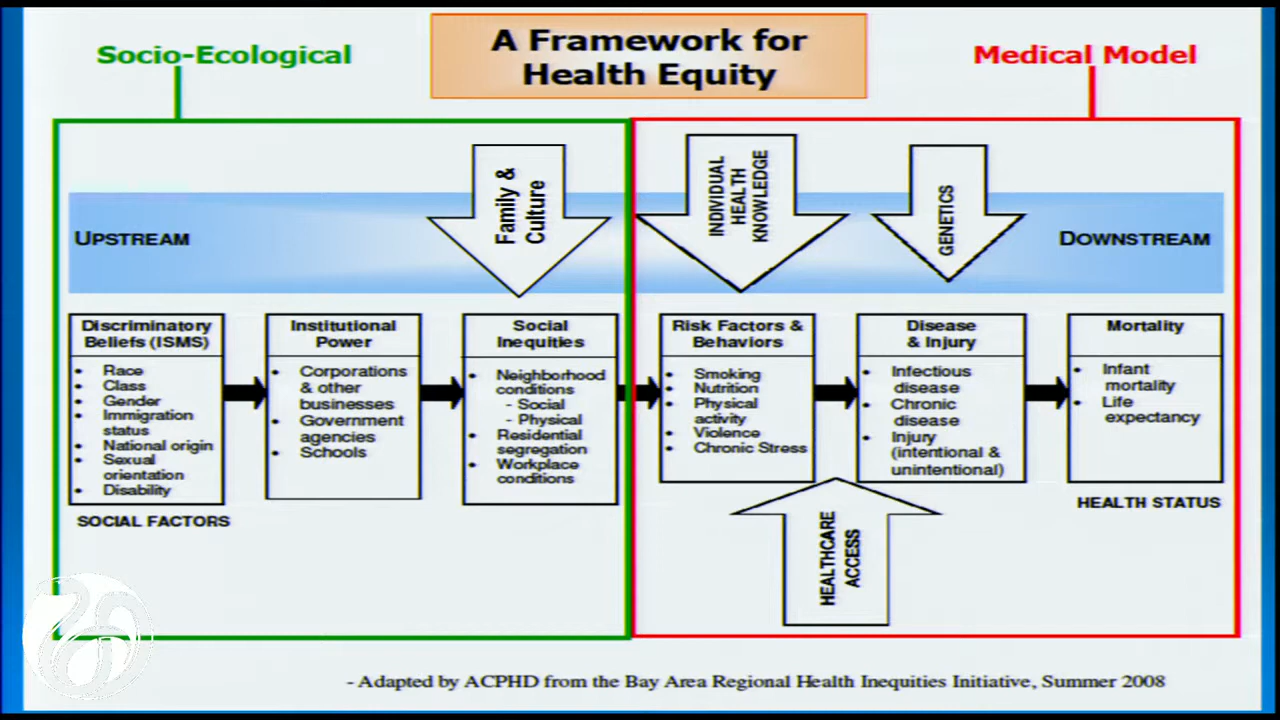 Socio-Ecological
A Framework for
Health Equity
Medical Model
UPSTREAM
Family &
Culture
INDIVIDUAL
HEALTH
KNOWLEDGE
GENETICS
DOWNSTREAM
Discriminatory
Beliefs (ISMS)
• Race
• Class
• Gender
• Immigration
status
• National origin
• Sexual
orientation
• Disability
SOCIAL FACTORS
Institutional
Power
• Corporations
& other
businesses
• Government
agencies
• Schools
Social
Inequities
• Neighborhood
conditions
- Social
- Physical
• Residential
segregation
• Workplace
conditions
Risk Factors &
Behaviors
• Smoking
• Nutrition
• Physical
activity
• Violence
• Chronic Stress
Disease
& Injury
• Infectious
disease
• Chronic
disease
• Injury
(intentional &
unintentional)
Mortality
• Infant
mortality
• Life
expectancy
HEALTH STATUS
HEALTHCARE
ACCESS
- Adapted by ACPHD from the Bay Area Regional Health Inequities Initiative, Summer 2008